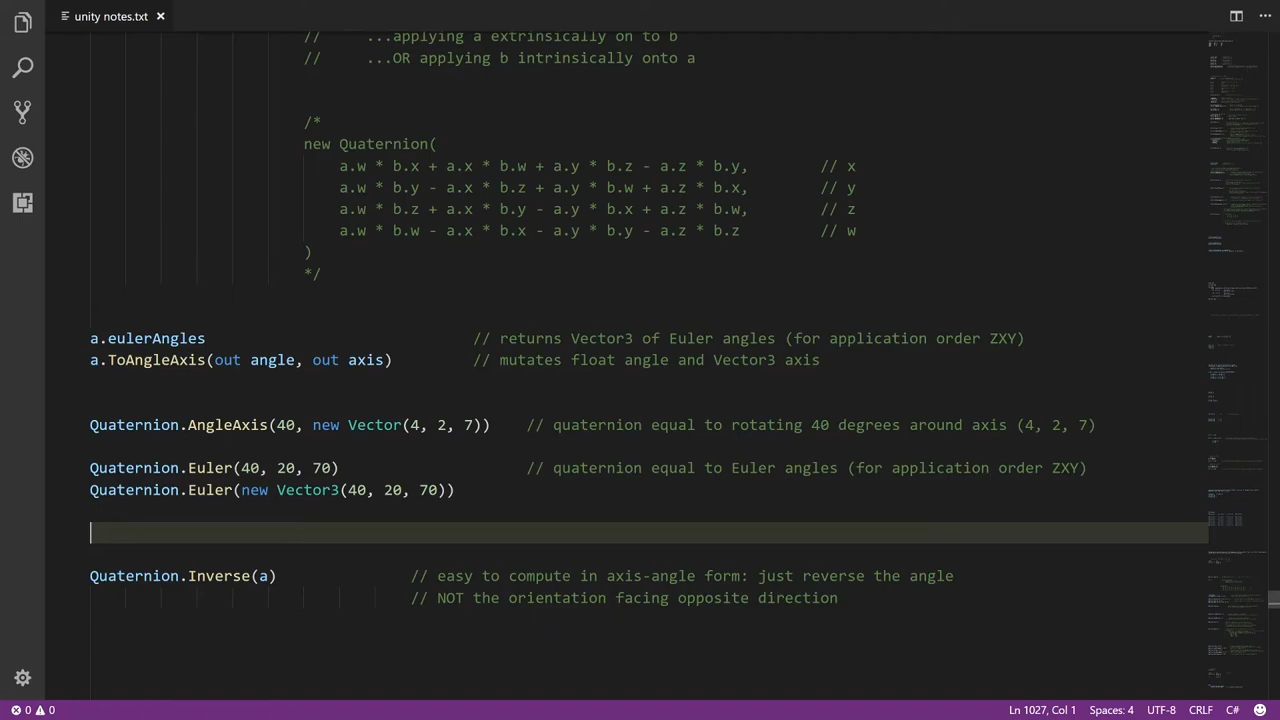 unity notes.txt
// ...applying a extrinsically on to b
// ...OR applying b intrinsically onto a
/*
new Quaternion(
a.w * b.x + a.x * b.w + a.y * b.z - a.z * b.y, // x
a.w * b.y - a.x * b.z + a.y * b.w + a.z * b.x, // y
a.w * b.z + a.x * b.y - a.y * b.x + a.z * b.w, // z
a.w * b.w - a.x * b.x - a.y * b.y - a.z * b.z // w
)
*/
a.eulerAngles // returns Vector3 of Euler angles (for application order ZXY)
a.ToAngleAxis(out angle, out axis) // mutates float angle and Vector3 axis
Quaternion.AngleAxis(40, new Vector(4, 2, 7)) // quaternion equal to rotating 40 degrees around axis (4, 2, 7)
Quaternion.Euler(40, 20, 70) // quaternion equal to Euler angles (for application order ZXY)
Quaternion.Euler(new Vector3(40, 20, 70))
Quaternion.Inverse(a) // easy to compute in axis-angle form: just reverse the angle
// NOT the orientation facing opposite direction
0 0 Ln 1027, Col 1 Spaces: 4 UTF-8 CRLF C#